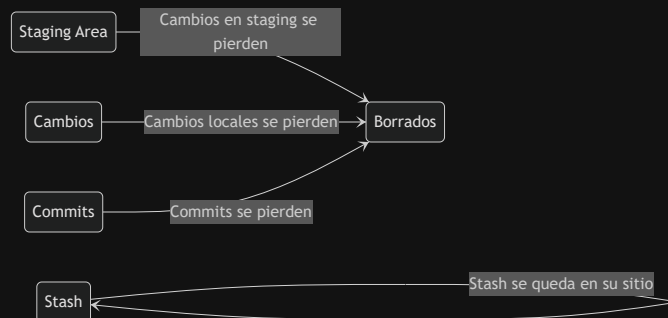 Staging Area
Cambios en staging se
pierden
Cambios
Cambios locales se pierden
Borrados
Commits
Commits se pierden
Stash se queda en su sitio
Stash